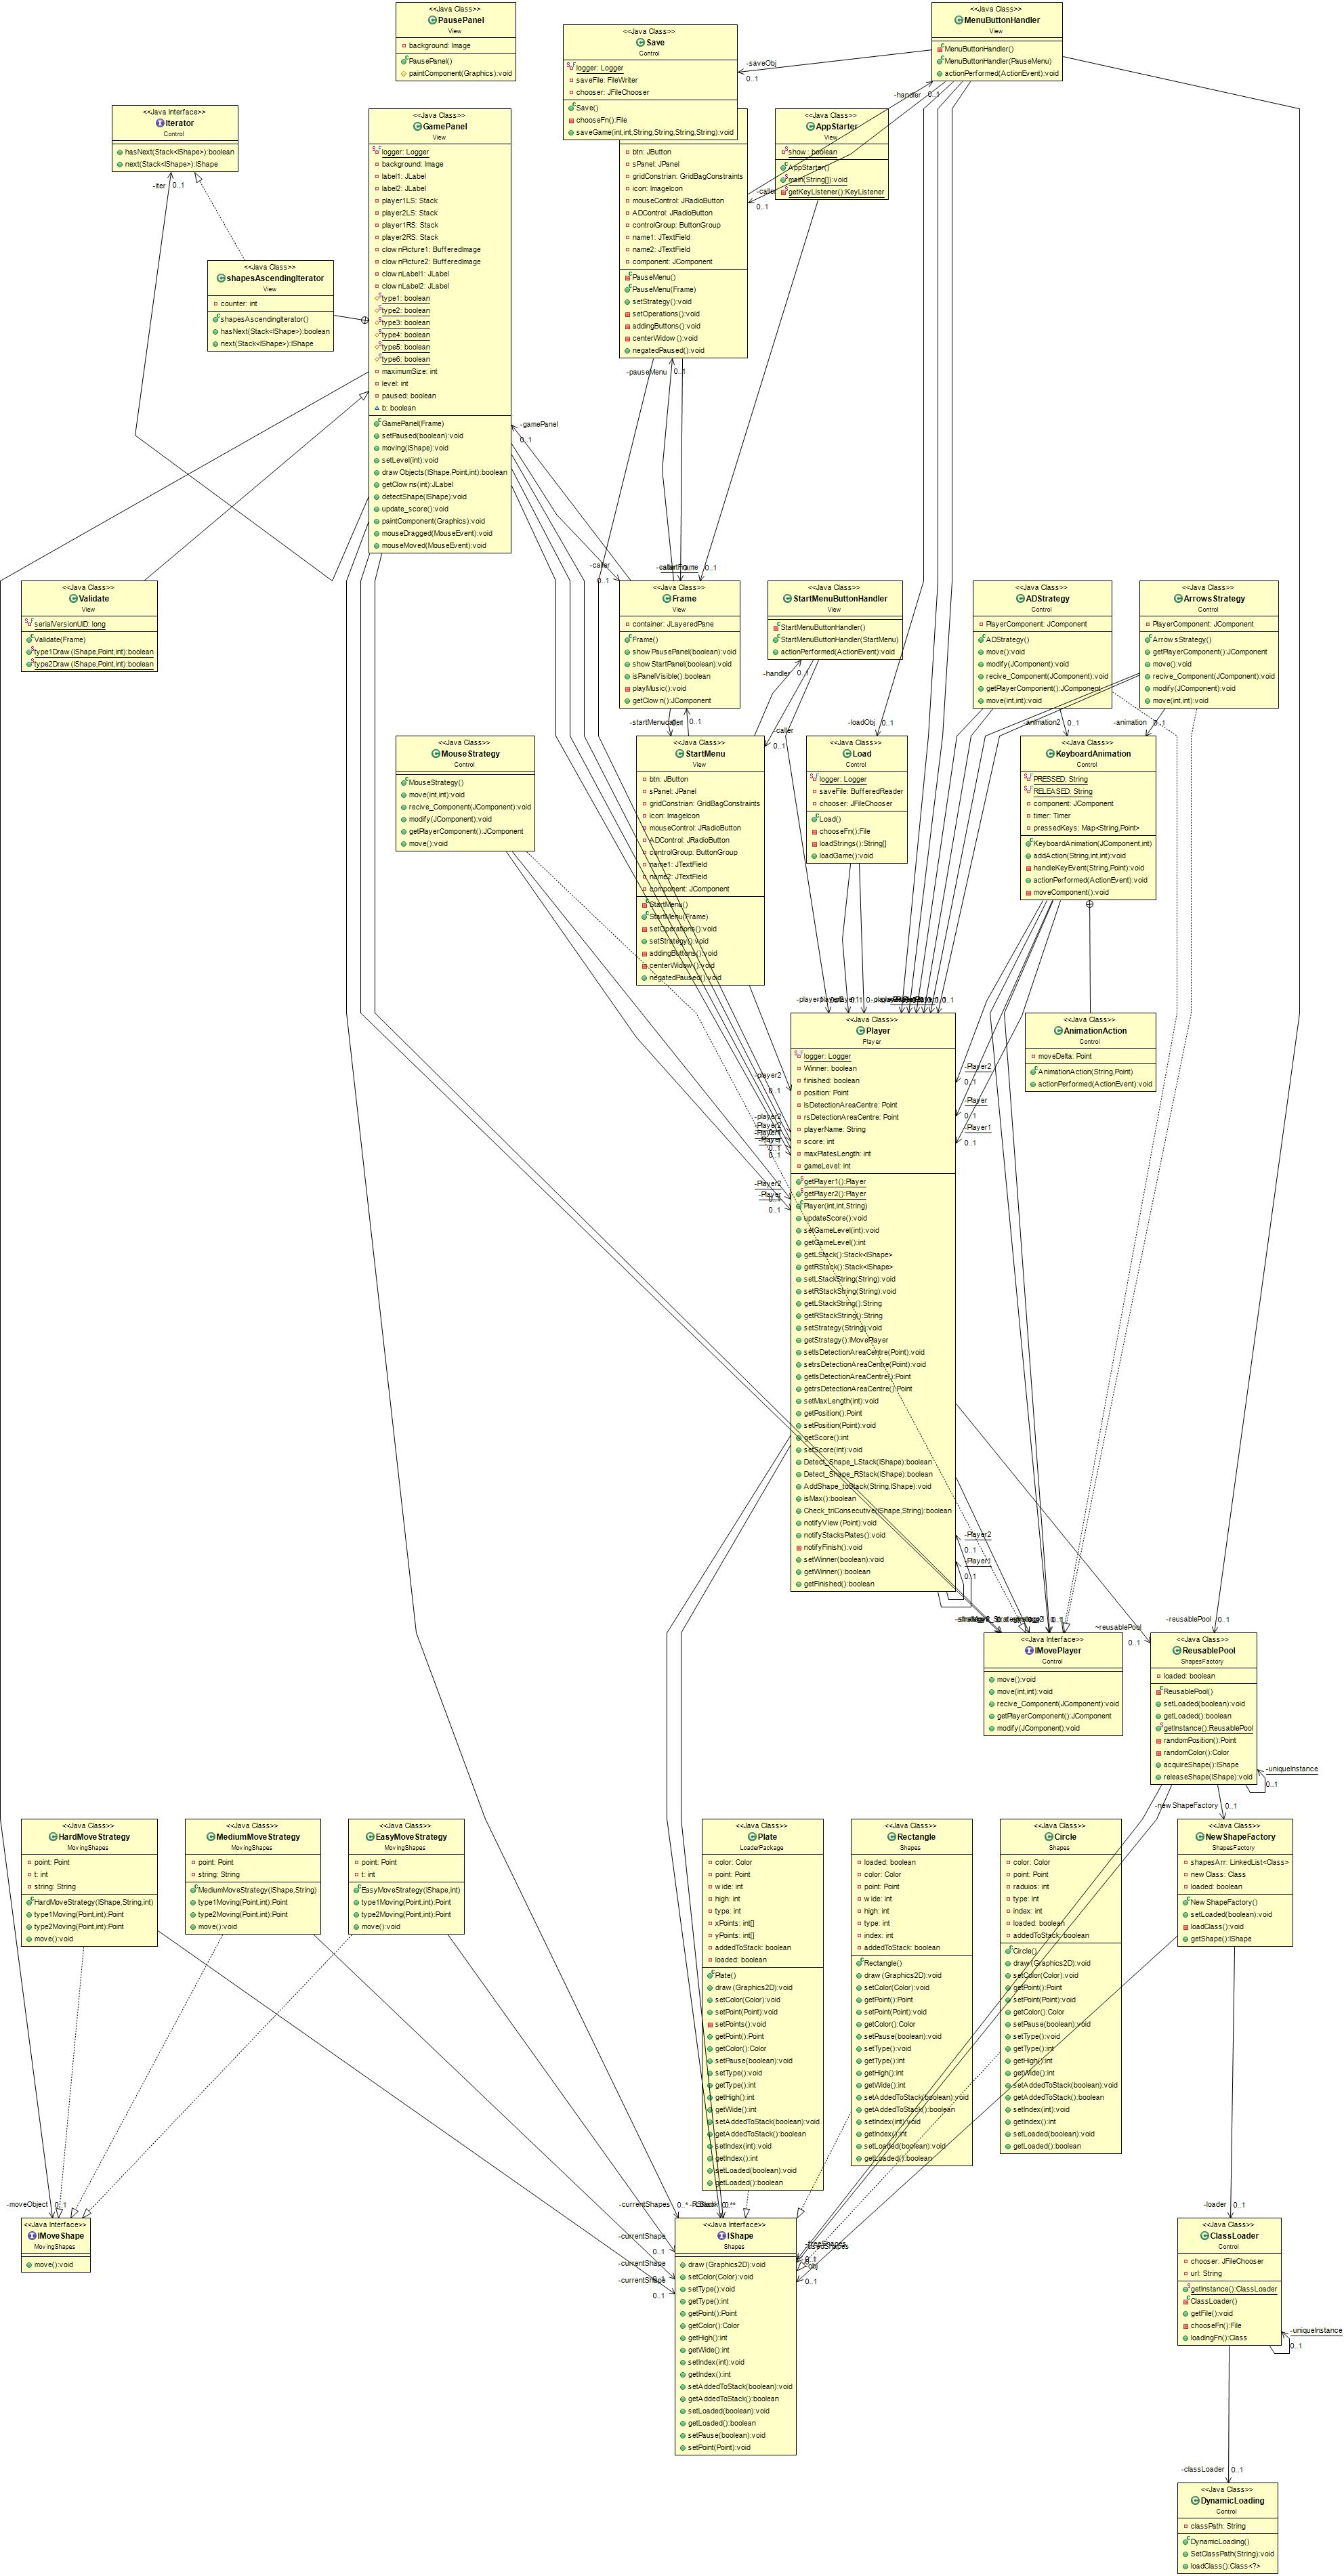 <<Java Class>>
PausePanel
View
background: Image
PausePanel()
paintComponent(Graphics):void
<<Java Class>>
Save
Control
logger: Logger
saveFile: FileWriter
chooser: JFileChooser
Save()
chooseFn():File
saveGame(int,int,String,String,String,String):void
<<Java Class>>
MenuButtonHandler
View
MenuButtonHandler()
MenuButtonHandler(PauseMenu)
actionPerformed(ActionEvent):void
-saveObj
0..1
-handler
0..1
<<Java Interface>>
Iterator
Control
hasNext(Stack<IShape>):boolean
next(Stack<IShape>):IShape
-iter
0..1
<<Java Class>>
shapesAscendingIterator
View
counter: int
shapesAscendingIterator()
hasNext(Stack<IShape>):boolean
next(Stack<IShape>):IShape
<<Java Class>>
GamePanel
View
logger: Logger
background: Image
label1: JLabel
label2: JLabel
player1LS: Stack
player2LS: Stack
player1RS: Stack
player2RS: Stack
clownPicture1: BufferedImage
clownPicture2: BufferedImage
clownLabel1: JLabel
clownLabel2: JLabel
type1: boolean
type2: boolean
type3: boolean
type4: boolean
type5: boolean
type6: boolean
maximumSize: int
level: int
paused: boolean
b: boolean
GamePanel(Frame)
setPaused(boolean):void
moving(IShape):void
setLevel(int):void
drawObjects(IShape,Point,int):boolean
getClowns(int):JLabel
detectShape(IShape):void
update_score():void
paintComponent(Graphics):void
mouseDragged(MouseEvent):void
mouseMoved(MouseEvent):void
btn: JButton
sPanel: JPanel
gridConstrian: GridBagConstraints
icon: ImageIcon
mouseControl: JRadioButton
ADControl: JRadioButton
controlGroup: ButtonGroup
name1: JTextField
name2: JTextField
component: JComponent
PauseMenu()
PauseMenu(Frame)
setStrategy():void
setOperations():void
addingButtons():void
centerWidow():void
negatedPaused():void
<<Java Class>>
AppStarter
View
show: boolean
AppStarter()
main(String[]):void
getKeyListener():KeyListener
-caller
0..1
-pauseMenu
0..1
-gamePanel
0..1
-caller
0..1
0..1
<<Java Class>>
Validate
View
serialVersionUID: long
Validate(Frame)
type1Draw(IShape,Point,int):boolean
type2Draw(IShape,Point,int):boolean
<<Java Class>>
Frame
View
container: JLayeredPane
Frame()
showPausePanel(boolean):void
showStartPanel(boolean):void
isPanelVisible():boolean
playMusic():void
getClown():JComponent
<<Java Class>>
StartMenuButtonHandler
View
StartMenuButtonHandler()
StartMenuButtonHandler(StartMenu)
actionPerformed(ActionEvent):void
<<Java Class>>
ADStrategy
Control
PlayerComponent: JComponent
ADStrategy()
move():void
modify(JComponent):void
recive_Component(JComponent):void
getPlayerComponent():JComponent
move(int,int):void
<<Java Class>>
ArrowsStrategy
Control
PlayerComponent: JComponent
ArrowsStrategy()
getPlayerComponent():JComponent
move():void
recive_Component(JComponent):void
modify(JComponent):void
move(int,int):void
-handler
0..1
0..1
-caller
0..1
-loadObj
0..1
-animation2
0..1
-animation
0..1
<<Java Class>>
MouseStrategy
Control
MouseStrategy()
move(int,int):void
recive_Component(JComponent):void
modify(JComponent):void
getPlayerComponent():JComponent
move():void
<<Java Class>>
StartMenu
View
btn: JButton
sPanel: JPanel
gridConstrian: GridBagConstraints
icon: ImageIcon
mouseControl: JRadioButton
ADControl: JRadioButton
controlGroup: ButtonGroup
name1: JTextField
name2: JTextField
component: JComponent
StartMenu()
StartMenu(Frame)
setOperations():void
setStrategy():void
addingButtons():void
centerWidow():void
negatedPaused():void
<<Java Class>>
Load
Control
logger: Logger
saveFile: BufferedReader
chooser: JFileChooser
Load()
chooseFn():File
loadStrings():String[]
loadGame():void
<<Java Class>>
KeyboardAnimation
Control
PRESSED: String
RELEASED: String
component: JComponent
timer: Timer
pressedKeys: Map<String,Point>
KeyboardAnimation(JComponent,int)
addAction(String,int,int):void
handleKeyEvent(String,Point):void
actionPerformed(ActionEvent):void
moveComponent():void
<<Java Class>>
AnimationAction
Control
moveDelta: Point
AnimationAction(String,Point)
actionPerformed(ActionEvent):void
<<Java Class>>
Player
Player
logger: Logger
Winner: boolean
finished: boolean
position: Point
lsDetectionAreaCentre: Point
rsDetectionAreaCentre: Point
playerName: String
score: int
maxPlatesLength: int
gameLevel: int
getPlayer1():Player
getPlayer2():Player
Player(int,int,String)
updateScore():void
setGameLevel(int):void
getGameLevel():int
getLStack():Stack<IShape>
getRStack():Stack<IShape>
setLStackString(String):void
setRStackString(String):void
getLStackString():String
getRStackString():String
setStrategy(String):void
getStrategy():IMovePlayer
setlsDetectionAreaCentre(Point):void
setrsDetectionAreaCentre(Point):void
getlsDetectionAreaCentre():Point
getrsDetectionAreaCentre():Point
setMaxLength(int):void
getPosition():Point
setPosition(Point):void
getScore():int
setScore(int):void
Detect_Shape_LStack(IShape):boolean
Detect_Shape_RStack(IShape):boolean
AddShape_toStack(String,IShape):void
isMax():boolean
Check_triConsecutive(IShape,String):boolean
notifyView(Point):void
notifyStacksPlates():void
notifyFinish():void
setWinner(boolean):void
getWinner():boolean
getFinished():boolean
-player2
0..1
-player2
0..1
-Player2
0..1
-Player2
0..1
-Player
0..1
-Player1
0..1
-Player2
0..1
-Player1
0..1
-reusablePool
0..1
~reusablePool
0..1
<<Java Interface>>
IMovePlayer
Control
move():void
move(int,int):void
recive_Component(JComponent):void
getPlayerComponent():JComponent
modify(JComponent):void
<<Java Class>>
ReusablePool
ShapesFactory
loaded: boolean
ReusablePool()
setLoaded(boolean):void
getLoaded():boolean
getInstance():ReusablePool
randomPosition():Point
randomColor():Color
acquireShape():IShape
releaseShape(IShape):void
-uniqueInstance
0..1
-newShapeFactory
0..1
<<Java Class>>
HardMoveStrategy
MovingShapes
point: Point
t: int
string: String
HardMoveStrategy(IShape,String,int)
type1Moving(Point,int):Point
type2Moving(Point,int):Point
move():void
<<Java Class>>
MediumMoveStrategy
MovingShapes
point: Point
string: String
MediumMoveStrategy(IShape,String)
type1Moving(Point,int):Point
type2Moving(Point,int):Point
move():void
<<Java Class>>
EasyMoveStrategy
MovingShapes
point: Point
t: int
EasyMoveStrategy(IShape,int)
type1Moving(Point,int):Point
type2Moving(Point,int):Point
move():void
<<Java Class>>
Plate
LoaderPackage
color: Color
point: Point
wide: int
high: int
type: int
xPoints: int[]
yPoints: int[]
addedToStack: boolean
loaded: boolean
Plate()
draw(Graphics2D):void
setColor(Color):void
setPoint(Point):void
setPoints():void
getPoint():Point
getColor():Color
setPause(boolean):void
setType():void
getType():int
getHigh():int
getWide():int
setAddedToStack(boolean):void
getAddedToStack():boolean
setIndex(int):void
getIndex():int
setLoaded(boolean):void
getLoaded():boolean
<<Java Class>>
Rectangle
Shapes
loaded: boolean
color: Color
point: Point
wide: int
high: int
type: int
index: int
addedToStack: boolean
Rectangle()
draw(Graphics2D):void
setColor(Color):void
getPoint():Point
setPoint(Point):void
getColor():Color
setPause(boolean):void
setType():void
getType():int
getHigh():int
getWide():int
setAddedToStack(boolean):void
getAddedToStack():boolean
setIndex(int):void
getIndex():int
setLoaded(boolean):void
getLoaded():boolean
<<Java Class>>
Circle
Shapes
color: Color
point: Point
raduios: int
type: int
index: int
loaded: boolean
addedToStack: boolean
Circle()
draw(Graphics2D):void
setColor(Color):void
getPoint():Point
setPoint(Point):void
getColor():Color
setPause(boolean):void
setType():void
getType():int
getHigh():int
getWide():int
setAddedToStack(boolean):void
getAddedToStack():boolean
setIndex(int):void
getIndex():int
setLoaded(boolean):void
getLoaded():boolean
<<Java Class>>
NewShapeFactory
ShapesFactory
shapesArr: LinkedList<Class>
newClass: Class
loaded: boolean
NewShapeFactory()
setLoaded(boolean):void
loadClass():void
getShape():IShape
-moveObject
0..1
-currentShapes
0..*
-currentShape
0..1
-currentShape
-currentShape
0..1
-obj
0..1
-loader
0..1
<<Java Interface>>
IMoveShape
MovingShapes
move():void
<<Java Interface>>
IShape
Shapes
draw(Graphics2D):void
setColor(Color):void
setType():void
getType():int
getPoint():Point
getColor():Color
getHigh():int
getWide():int
setIndex(int):void
getIndex():int
setAddedToStack(boolean):void
getAddedToStack():boolean
setLoaded(boolean):void
getLoaded():boolean
setPause(boolean):void
setPoint(Point):void
<<Java Class>>
ClassLoader
Control
chooser: JFileChooser
url: String
getInstance():ClassLoader
ClassLoader()
getFile():void
chooseFn():File
loadingFn():Class
-uniqueInstance
0..1
-classLoader
0..1
<<Java Class>>
DynamicLoading
Control
classPath: String
DynamicLoading()
SetClassPath(String):void
loadClass():Class<?>